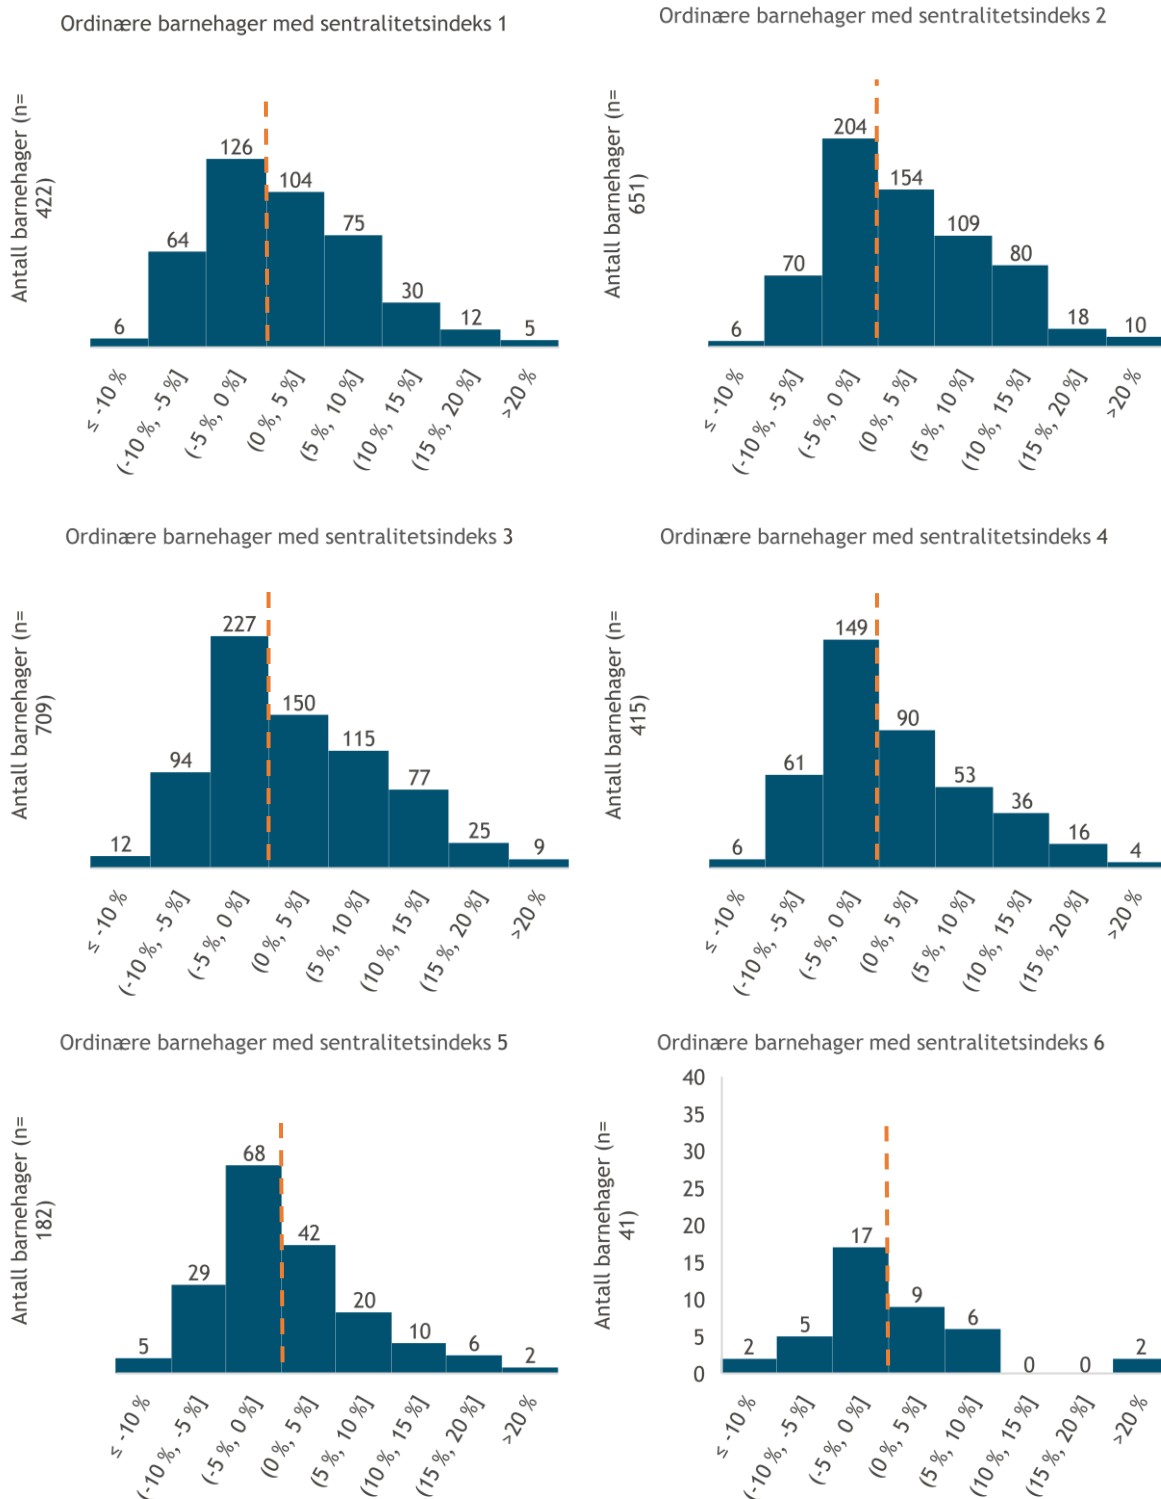 Ordinære barnehager med sentralitetsindeks 1
Antall barnehager (n=
422)
6
64
126
104
75
30
12
5
≤ -10 %
(-10 %, -5 %]
(-5 %, 0 %]
(0 %, 5 %]
(5 %, 10 %]
(10 %, 15 %]
(15 %, 20 %]
>20 %
Ordinære barnehager med sentralitetsindeks 2
Antall barnehager (n=
651)
6
70
204
154
109
80
18
10
≤ -10 %
(-10 %, -5 %]
(-5 %, 0 %]
(0 %, 5 %]
(5 %, 10 %]
(10 %, 15 %]
(15 %, 20 %]
>20 %
Ordinære barnehager med sentralitetsindeks 3
Antall barnehager (n=
709)
12
94
227
150
115
77
25
9
≤ -10 %
(-10 %, -5 %]
(-5 %, 0 %]
(0 %, 5 %]
(5 %, 10 %]
(10 %, 15 %]
(15 %, 20 %]
>20 %
Ordinære barnehager med sentralitetsindeks 4
Antall barnehager (n=
415)
6
61
149
90
53
36
16
4
≤ -10 %
(-10 %, -5 %]
(-5 %, 0 %]
(0 %, 5 %]
(5 %, 10 %]
(10 %, 15 %]
(15 %, 20 %]
>20 %
Ordinære barnehager med sentralitetsindeks 5
Antall barnehager (n=
182)
5
29
68
42
20
10
6
2
≤ -10 %
(-10 %, -5 %]
(-5 %, 0 %]
(0 %, 5 %]
(5 %, 10 %]
(10 %, 15 %]
(15 %, 20 %]
>20 %
Ordinære barnehager med sentralitetsindeks 6
Antall barnehager (n=
41)
40
35
30
25
20
15
10
5
0
2
5
17
9
6
0
0
2
≤ -10 %
(-10 %, -5 %]
(-5 %, 0 %]
(0 %, 5 %]
(5 %, 10 %]
(10 %, 15 %]
(15 %, 20 %]
>20 %